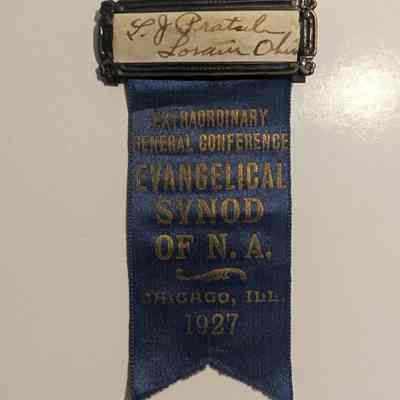 L. J.
Lorain Ohio
EXTRAORDINARY
GENERAL CONFERENCE
EVANGELICAL
SYNOD
OF N. A.
CHICAGO, ILL.
1927